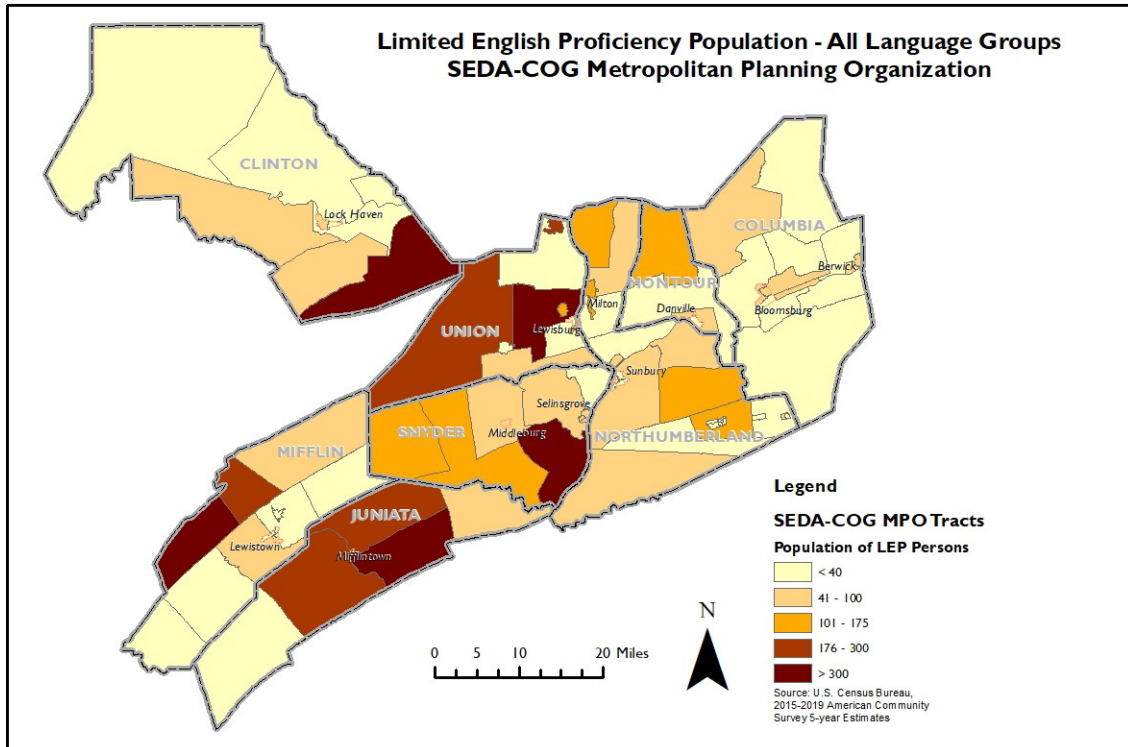 Limited English Proficiency Population - All Language Groups
SEDA-COG Metropolitan Planning Organization
CLINTON
Lock Haven
COLUMBIA
Berwick
MONTOUR
Milton
Danville
Bloomsburg
UNION
Lewisburg
Sunbury
Selinsgrove
SNYDER
Middleburg
NORTHUMBERLAND
MIFFLIN
JUNIATA
Lewistown
Mifflintown
Legend
SEDA-COG MPO Tracts
Population of LEP Persons
< 40
41 - 100
101 - 175
176 - 300
> 300
Source: U.S. Census Bureau,
2015-2019 American Community
Survey 5-year Estimates
N
0 5 10 20 Miles